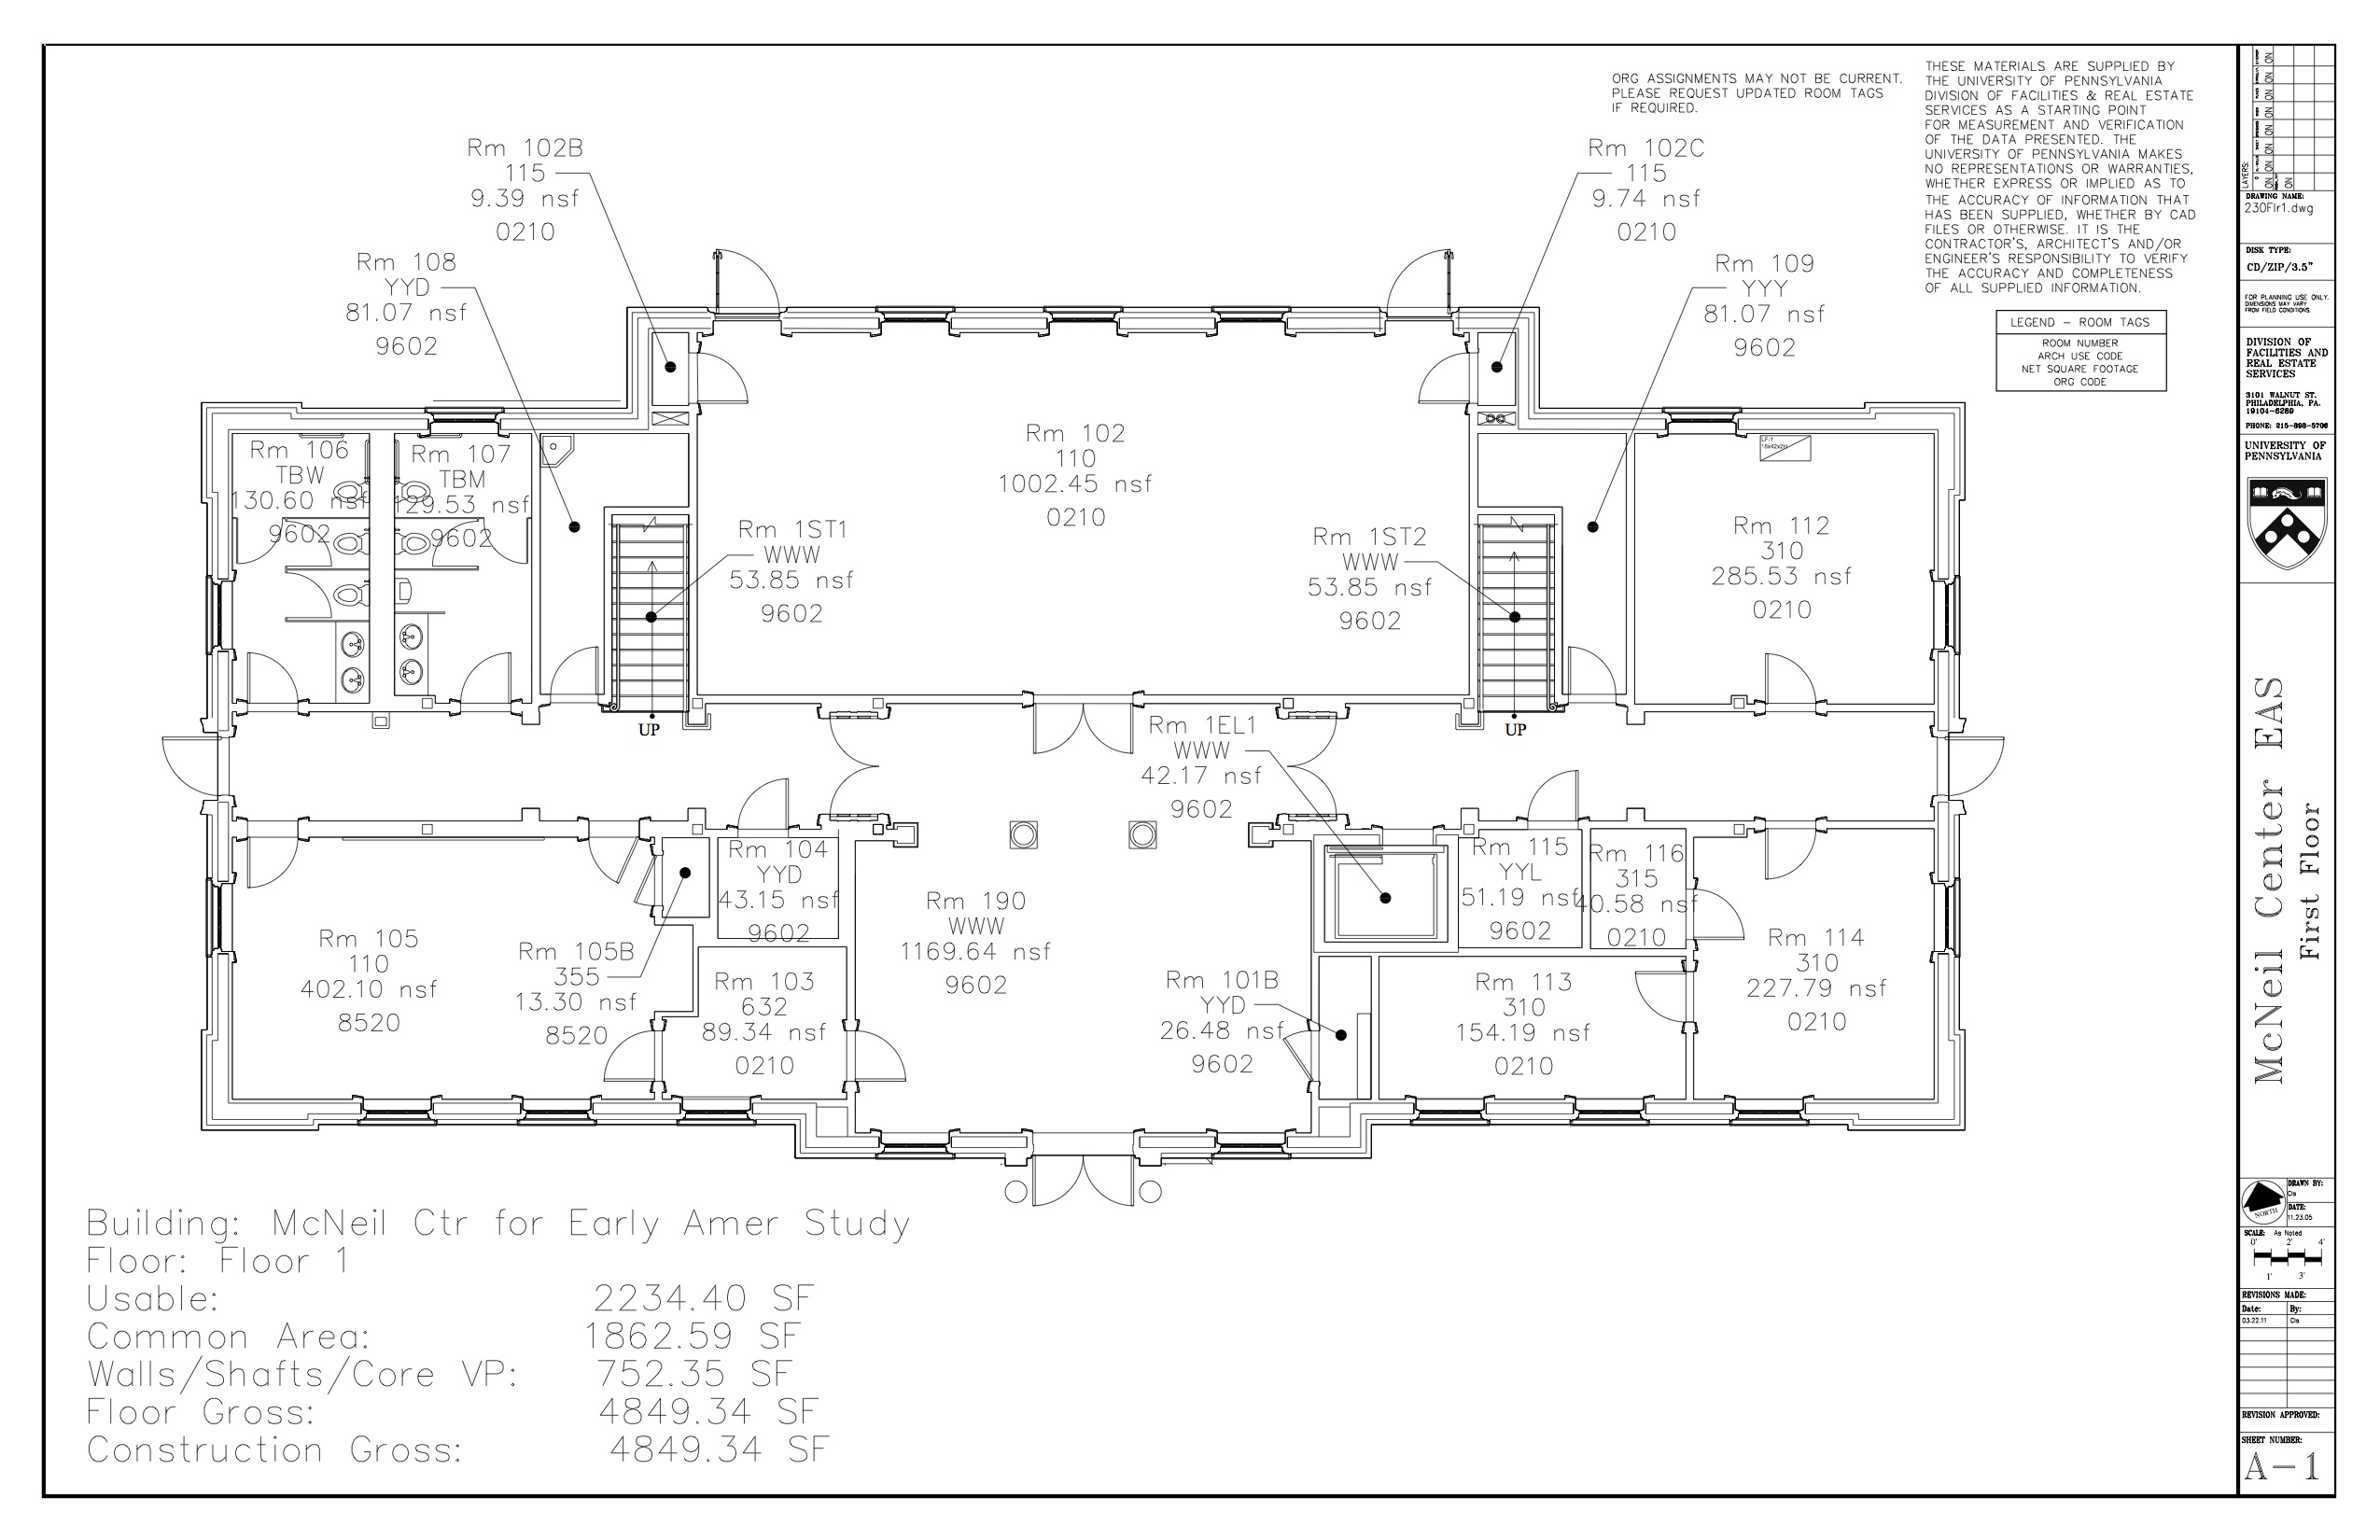 ORG ASSIGNMENTS MAY NOT BE CURRENT.
PLEASE REQUEST UPDATED ROOM TAGS
IF REQUIRED.
THESE MATERIALS ARE SUPPLIED BY
THE UNIVERSITY OF PENNSYLVANIA
DIVISION OF FACILITIES & REAL ESTATE
SERVICES AS A STARTING POINT
FOR MEASUREMENT AND VERIFICATION
OF THE DATA PRESENTED. THE
UNIVERSITY OF PENNSYLVANIA MAKES
NO REPRESENTATIONS OR WARRANTIES,
WHETHER EXPRESS OR IMPLIED AS TO
THE ACCURACY OF INFORMATION THAT
HAS BEEN SUPPLIED, WHETHER BY CAD
FILES OR OTHERWISE. IT IS THE
CONTRACTOR'S, ARCHITECT'S AND/OR
ENGINEER'S RESPONSIBILITY TO VERIFY
THE ACCURACY AND COMPLETENESS
OF ALL SUPPLIED INFORMATION.
LEGEND – ROOM TAGS
ROOM NUMBER
ARCH USE CODE
NET SQUARE FOOTAGE
ORG CODE
Rm 102B
115
9.39 nsf
0210
Rm 102C
115
9.74 nsf
0210
Rm 108
YYD
81.07 nsf
9602
Rm 109
YYY
81.07 nsf
9602
Rm 106
TBW
130.60 nsf
9602
Rm 107
TBM
129.53 nsf
9602
Rm 102
110
1002.45 nsf
0210
Rm 1ST1
WWW
53.85 nsf
9602
Rm 1ST2
WWW
53.85 nsf
9602
LF-1
18x42x2H
Rm 112
310
285.53 nsf
0210
UP
UP
Rm 1EL1
WWW
42.17 nsf
9602
Rm 104
YYD
43.15 nsf
9602
Rm 115
YYL
51.19 nsf
9602
Rm 116
315
40.58 nsf
0210
Rm 105
110
402.10 nsf
8520
Rm 105B
355
13.30 nsf
8520
Rm 103
632
89.34 nsf
0210
Rm 190
WWW
1169.64 nsf
9602
Rm 101B
YYD
26.48 nsf
9602
Rm 113
310
154.19 nsf
0210
Rm 114
310
227.79 nsf
0210
Building: McNeil Ctr for Early Amer Study
Floor: Floor 1
Usable: 2234.40 SF
Common Area: 1862.59 SF
Walls/Shafts/Core VP: 752.35 SF
Floor Gross: 4849.34 SF
Construction Gross: 4849.34 SF
LAYERS:
ON ON ON ON ON ON
ON
DRAWING NAME:
230Flr1.dwg
DISK TYPE:
CD/ZIP/3.5"
FOR PLANNING USE ONLY.
DIMENSIONS MAY VARY
FROM FIELD CONDITIONS.
DIVISION OF
FACILITIES AND
REAL ESTATE
SERVICES
3101 WALNUT ST.
PHILADELPHIA, PA.
19104-6289
PHONE: 215-898-5706
UNIVERSITY OF
PENNSYLVANIA
McNeil Center EAS
First Floor
NORTH
DRAWN BY:
Cls
DATE:
11.23.05
SCALE: As Noted
0' 2' 4'
1' 3'
REVISIONS MADE:
Date: By:
03.22.11 Cls
REVISION APPROVED:
SHEET NUMBER:
A-1